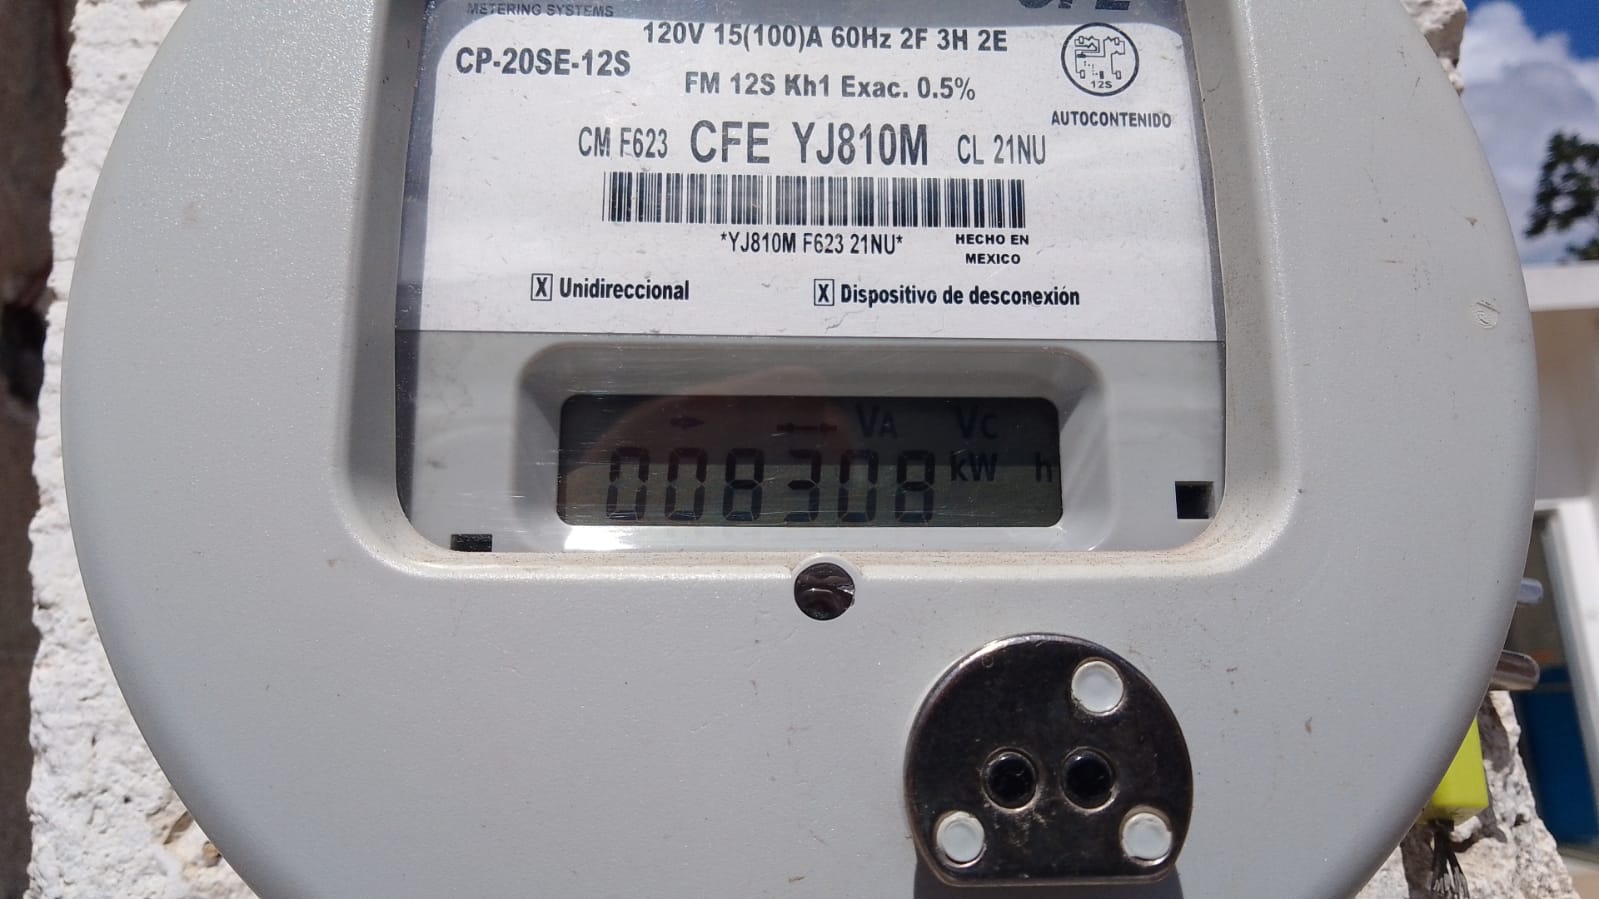 METERING SYSTEMS
CFE
120V 15(100)A 60Hz 2F 3H 2E
CP-20SE-12S
FM 12S Kh1 Exac. 0.5%
12S
AUTOCONTENIDO
CM F623 CFE YJ810M CL 21NU
*YJ810M F623 21NU*
HECHO EN
MEXICO
X Unidireccional
X Dispositivo de desconexión
VA VC
008308 kW h